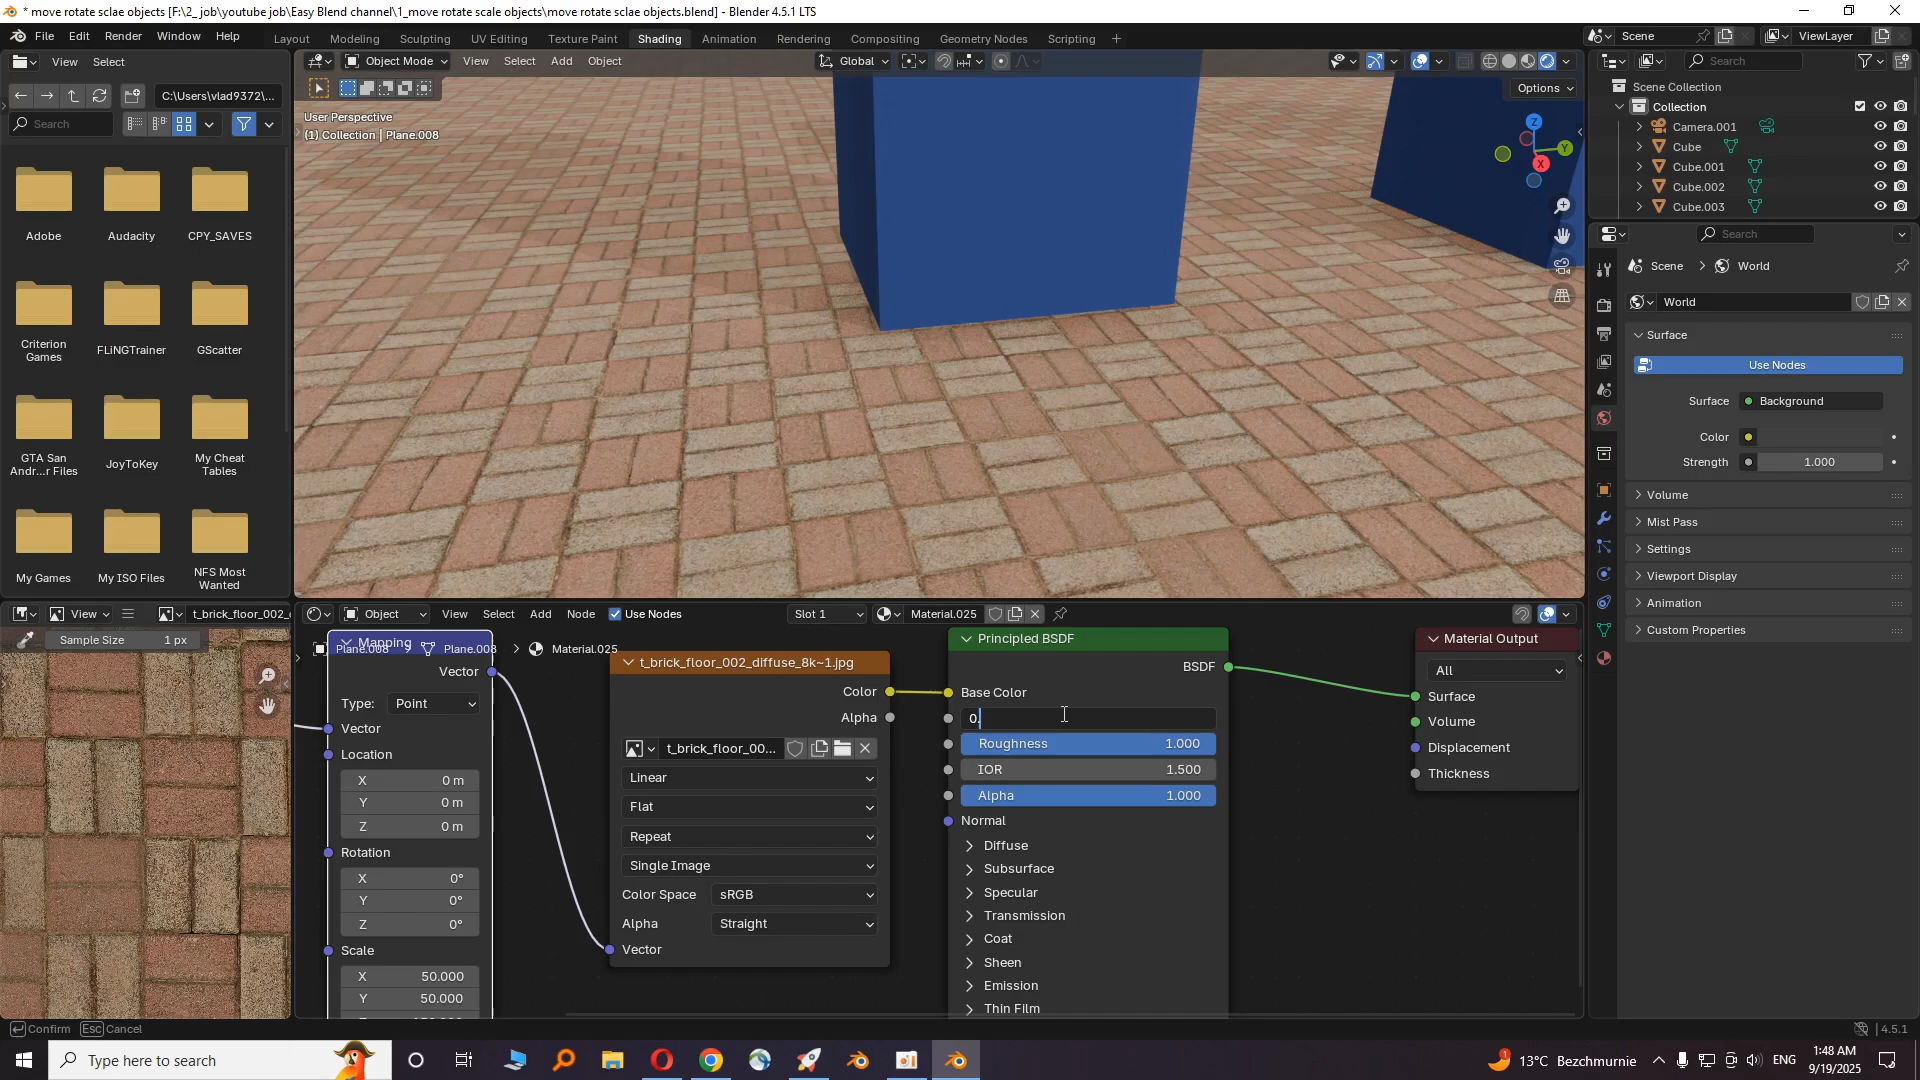 * move rotate sclae objects [F:\2_ job\youtube job\Easy Blend channel\1_move rotate scale objects\move rotate sclae objects.blend] - Blender 4.5.1 LTS
File Edit Render Window Help
Layout Modeling Sculpting UV Editing Texture Paint Shading Animation Rendering Compositing Geometry Nodes Scripting
Scene
ViewLayer
View Select
C:\Users\vlad9372\...
Search
Adobe
Audacity
CPY_SAVES
Criterion Games
FLiNGTrainer
GScatter
GTA San Andr...r Files
JoyToKey
My Cheat Tables
My Games
My ISO Files
NFS Most Wanted
Object Mode View Select Add Object
Global
Options
User Perspective
(1) Collection | Plane.008
Z
Y
X
Search
Scene Collection
Collection
Camera.001
Cube
Cube.001
Cube.002
Cube.003
Search
Scene > World
World
Surface
Use Nodes
Surface Background
Color
Strength 1.000
Volume
Mist Pass
Settings
Viewport Display
Animation
Custom Properties
View t_brick_floor_002_
Sample Size 1 px
Object View Select Add Node Use Nodes Slot 1 Material.025
Plane.008 Plane.008 Material.025
Mapping
Vector
Type: Point
Vector
Location
X 0 m
Y 0 m
Z 0 m
Rotation
X 0°
Y 0°
Z 0°
Scale
X 50.000
Y 50.000
t_brick_floor_002_diffuse_8k~1.jpg
Color
Alpha
t_brick_floor_00...
Linear
Flat
Repeat
Single Image
Color Space sRGB
Alpha Straight
Vector
Principled BSDF
BSDF
Base Color
0.
Roughness 1.000
IOR 1.500
Alpha 1.000
Normal
Diffuse
Subsurface
Specular
Transmission
Coat
Sheen
Emission
Thin Film
Material Output
All
Surface
Volume
Displacement
Thickness
Confirm Esc Cancel
4.5.1
Type here to search
13°C Bezchmurnie
ENG
1:48 AM
9/19/2025